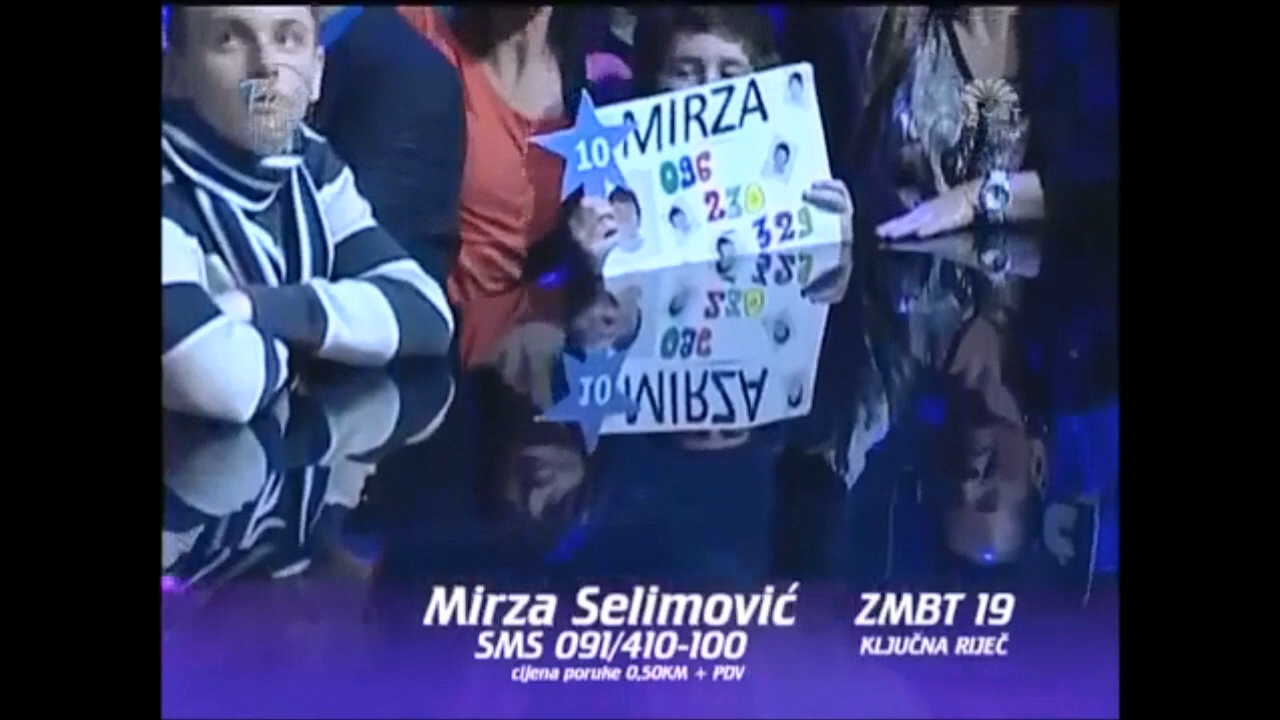 MIRZA
10
096
230
329
Mirza Selimović
SMS 091/410-100
cijena poruke 0,50KM + PDV
ZMBT 19
KLJUČNA RIJEČ